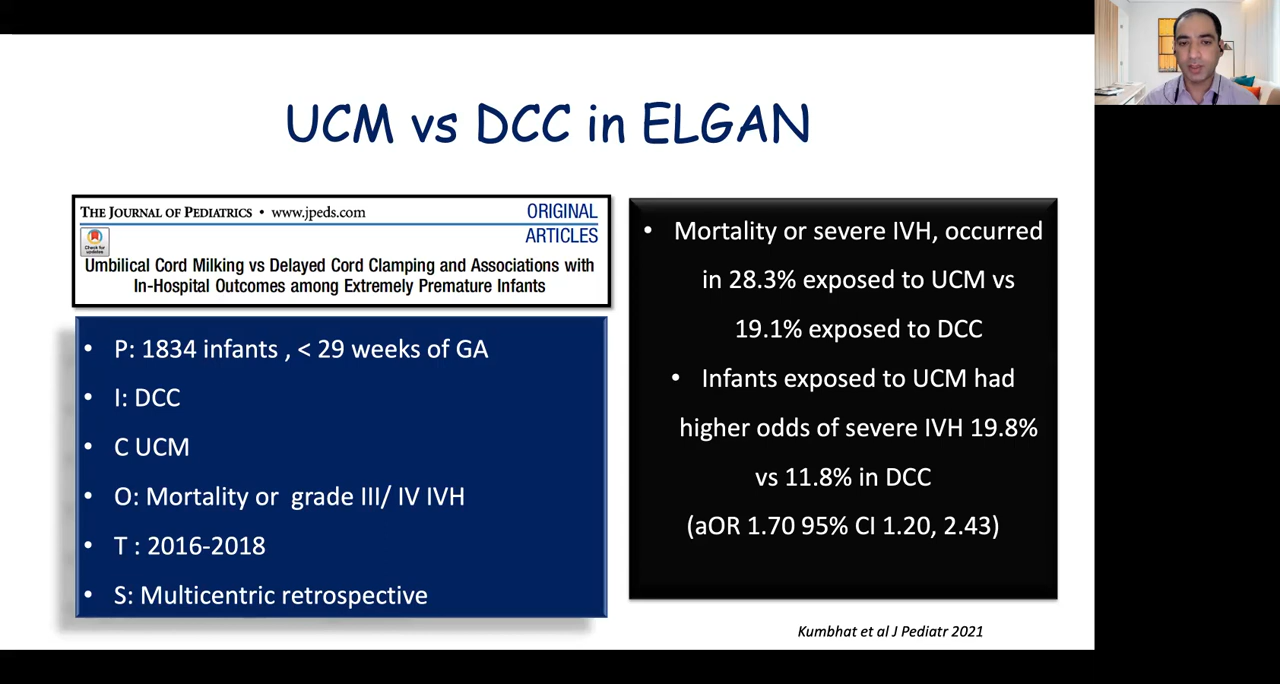 UCM vs DCC in ELGAN
THE JOURNAL OF PEDIATRICS • www.jpeds.com
ORIGINAL
ARTICLES
Check for
updates
Umbilical Cord Milking vs Delayed Cord Clamping and Associations with
In-Hospital Outcomes among Extremely Premature Infants
• P: 1834 infants , < 29 weeks of GA
• I: DCC
• C UCM
• O: Mortality or grade III/ IV IVH
• T : 2016-2018
• S: Multicentric retrospective
• Mortality or severe IVH, occurred
in 28.3% exposed to UCM vs
19.1% exposed to DCC
• Infants exposed to UCM had
higher odds of severe IVH 19.8%
vs 11.8% in DCC
(aOR 1.70 95% CI 1.20, 2.43)
Kumbhat et al J Pediatr 2021